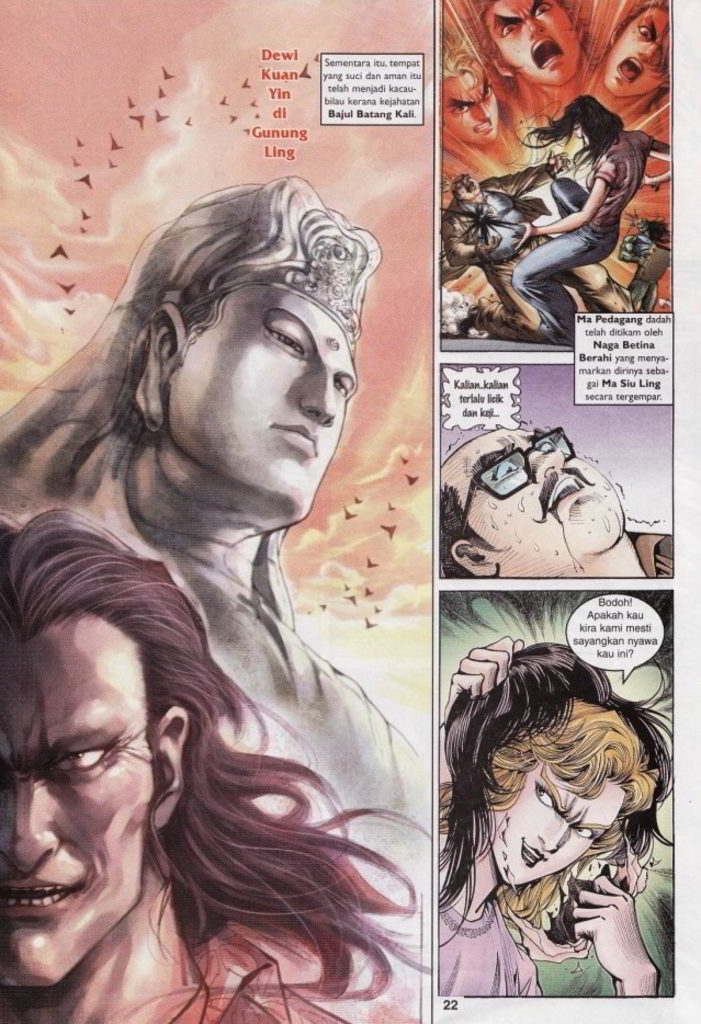 Dewi
Kuan
Yin
di
Gunung
Ling
Sementara itu, tempat
yang suci dan aman itu
telah menjadi kacau-
bilau kerana kejahatan
Bajul Batang Kali.
Ma Pedagang dadah
telah ditikam oleh
Naga Betina
Berahi yang menya-
markan dirinya seba-
gai Ma Siu Ling
secara tergempar.
Kalian..kalian
terlalu licik
dan keji...
Bodoh!
Apakah kau
kira kami mesti
sayangkan nyawa
kau ini?
22